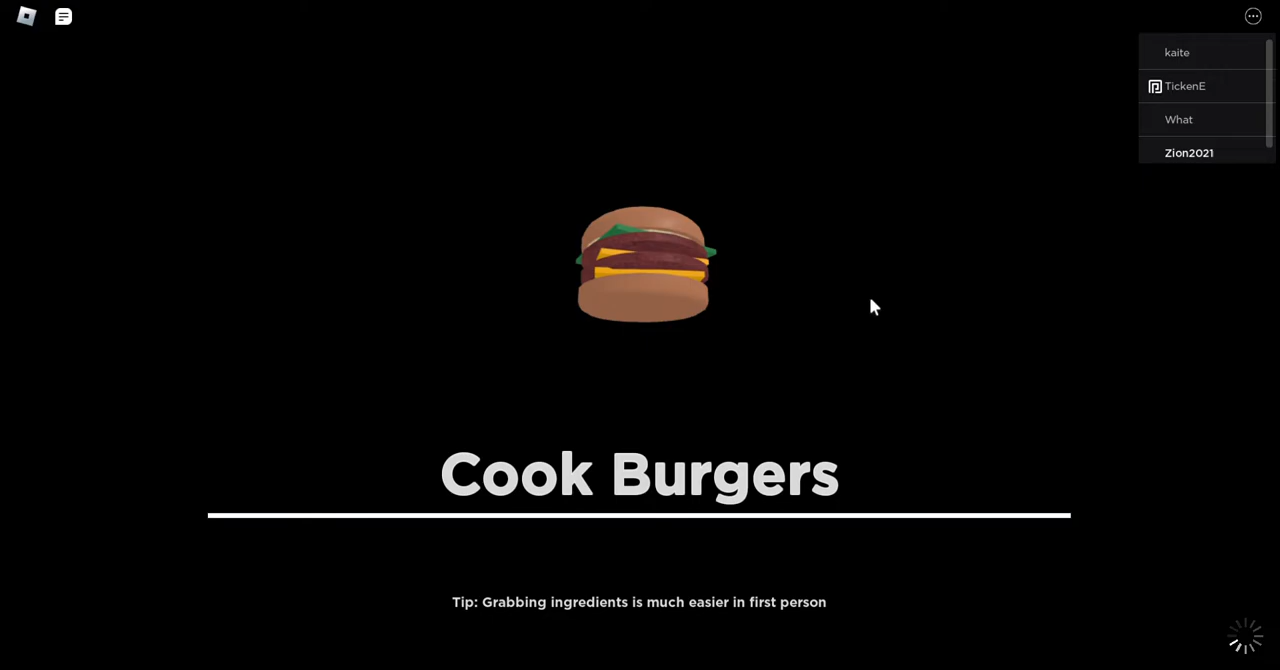 kaite
TickenE
What
Zion2021
Cook Burgers
Tip: Grabbing ingredients is much easier in first person